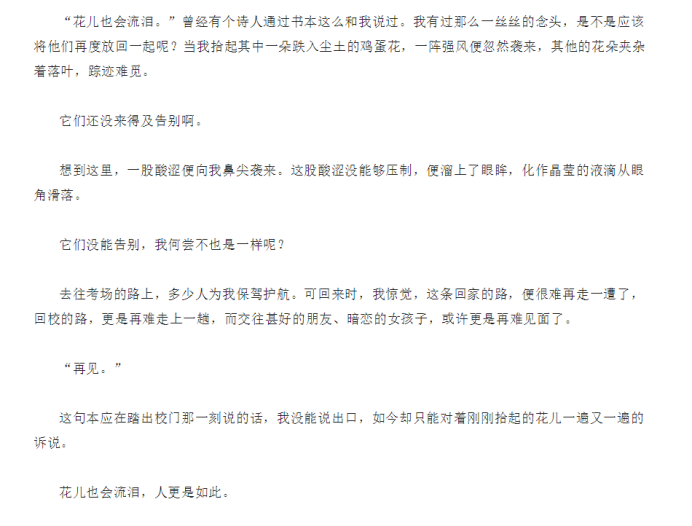 “花儿也会流泪。”曾经有个诗人通过书本这么和我说过。我有过那么一丝丝的念头，是不是应该
将他们再度放回一起呢？当我拾起其中一朵跌入尘土的鸡蛋花，一阵强风便忽然袭来，其他的花朵夹杂
着落叶，踪迹难觅。
它们还没来得及告别啊。
想到这里，一股酸涩便向我鼻尖袭来。这股酸涩没能够压制，便溜上了眼眸，化作晶莹的液滴从眼
角滑落。
它们没能告别，我何尝不也是一样呢？
去往考场的路上，多少人为我保驾护航。可回来时，我惊觉，这条回家的路，便很难再走一遭了，
回校的路，更是再难走上一趟，而交往甚好的朋友、暗恋的女孩子，或许更是再难见面了。
“再见。”
这句本应在踏出校门那一刻说的话，我没能说出口，如今却只能对着刚刚拾起的花儿一遍又一遍的
诉说。
花儿也会流泪，人更是如此。